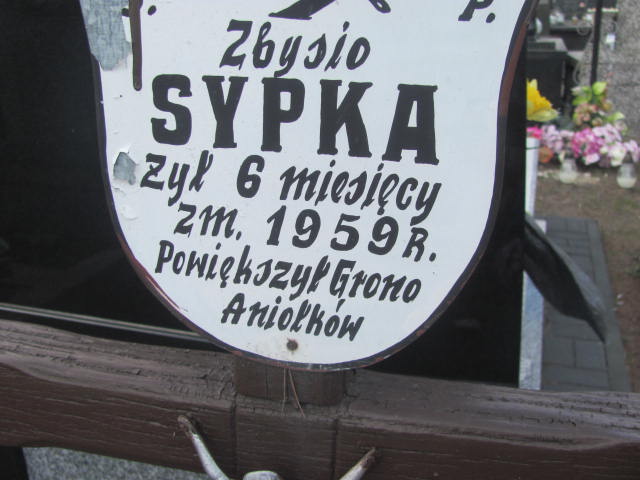 P.
Zbysio
SYPKA
żył 6 miesięcy
zm. 1959 R.
Powiększył Grono
Aniołków